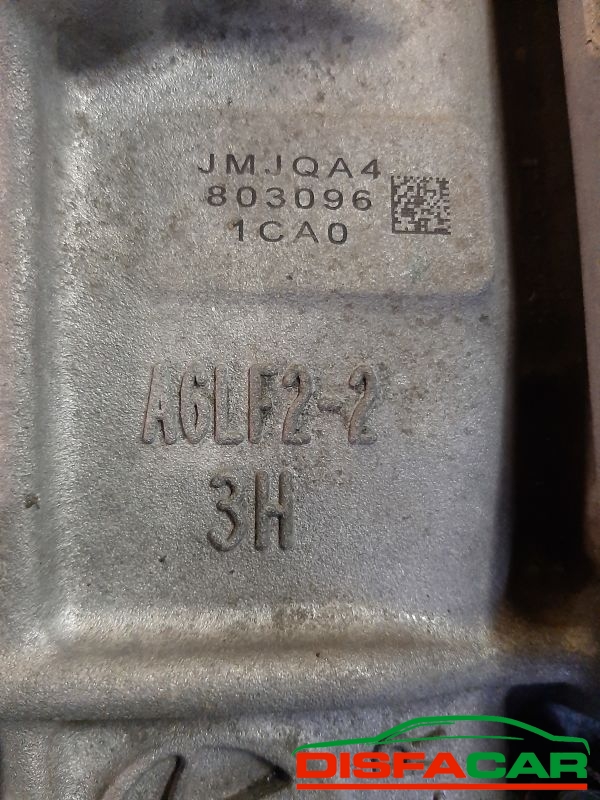 JMJQA4
803096
1CA0
A6LF2-2
3H
DISFACAR